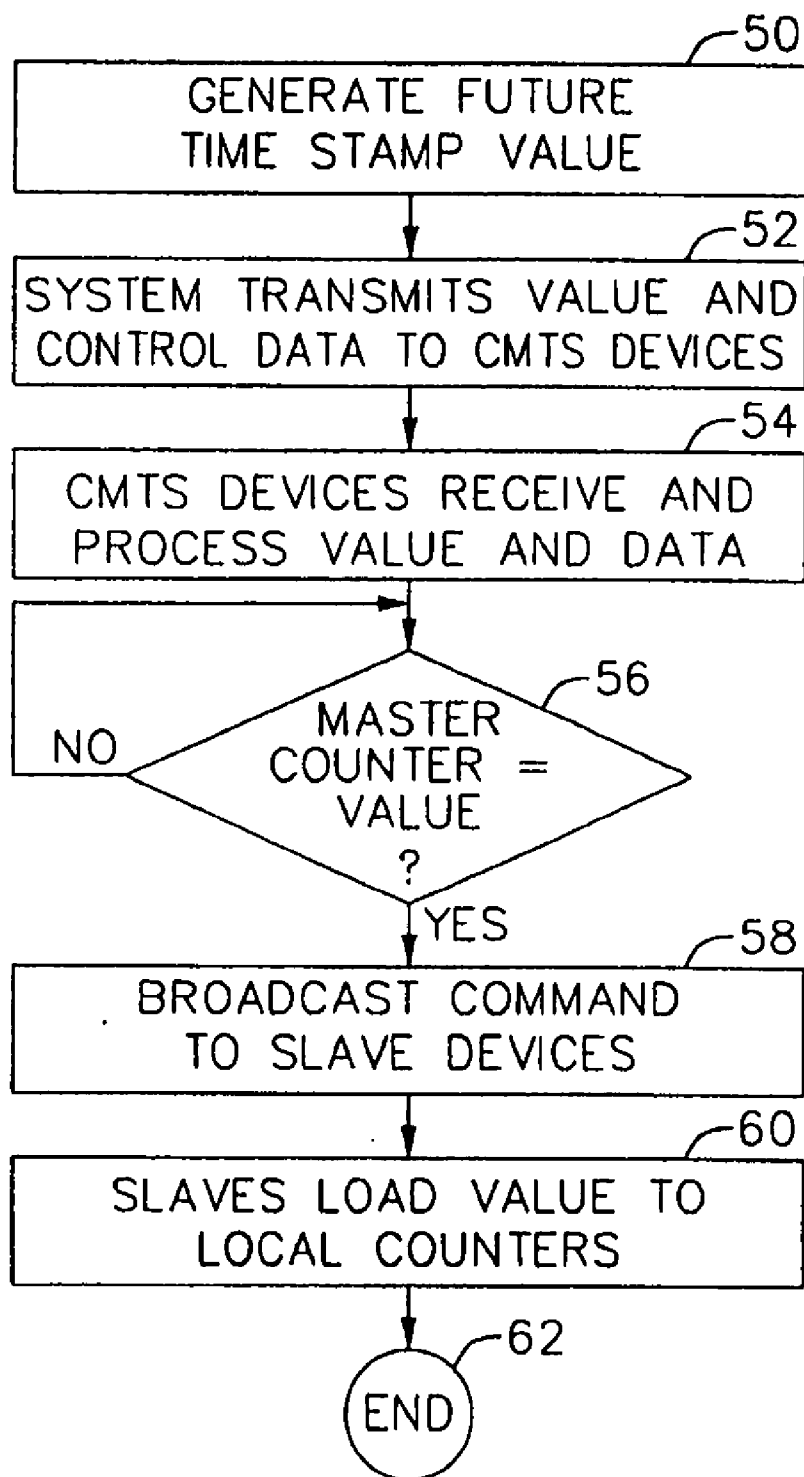 50
GENERATE FUTURE
TIME STAMP VALUE
52
SYSTEM TRANSMITS VALUE AND
CONTROL DATA TO CMTS DEVICES
54
CMTS DEVICES RECEIVE AND
PROCESS VALUE AND DATA
56
MASTER
COUNTER =
VALUE
?
NO
YES
58
BROADCAST COMMAND
TO SLAVE DEVICES
60
SLAVES LOAD VALUE TO
LOCAL COUNTERS
62
END